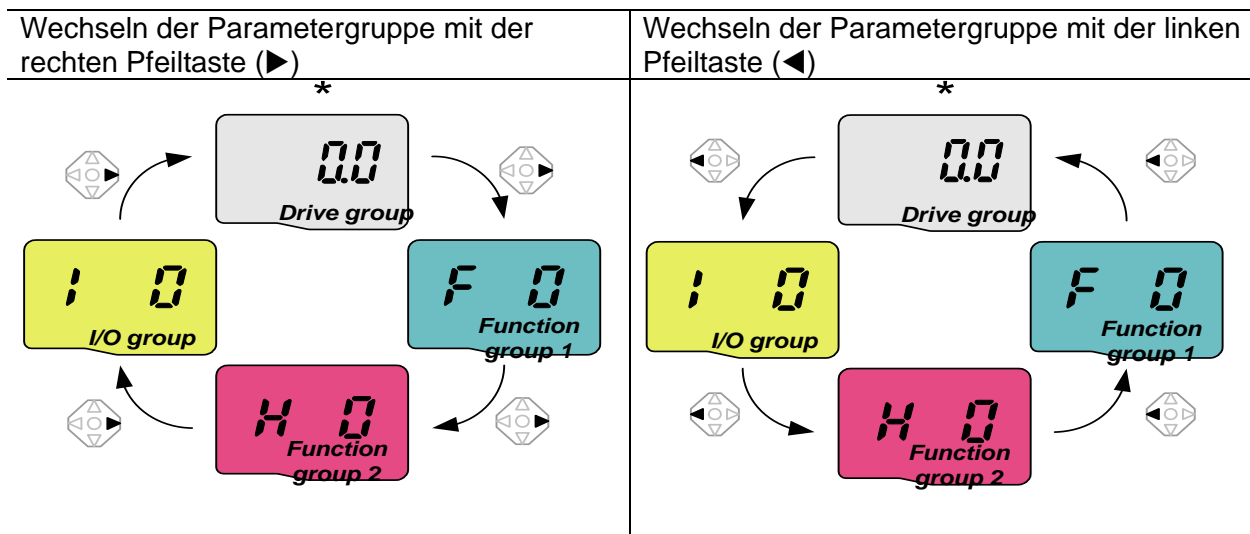 Wechseln der Parametergruppe mit der
rechten Pfeiltaste (▶)
*
0.0
Drive group
I 0
I/O group
F 0
Function
group 1
H 0
Function
group 2
Wechseln der Parametergruppe mit der linken
Pfeiltaste (◀)
*
0.0
Drive group
I 0
I/O group
F 0
Function
group 1
H 0
Function
group 2